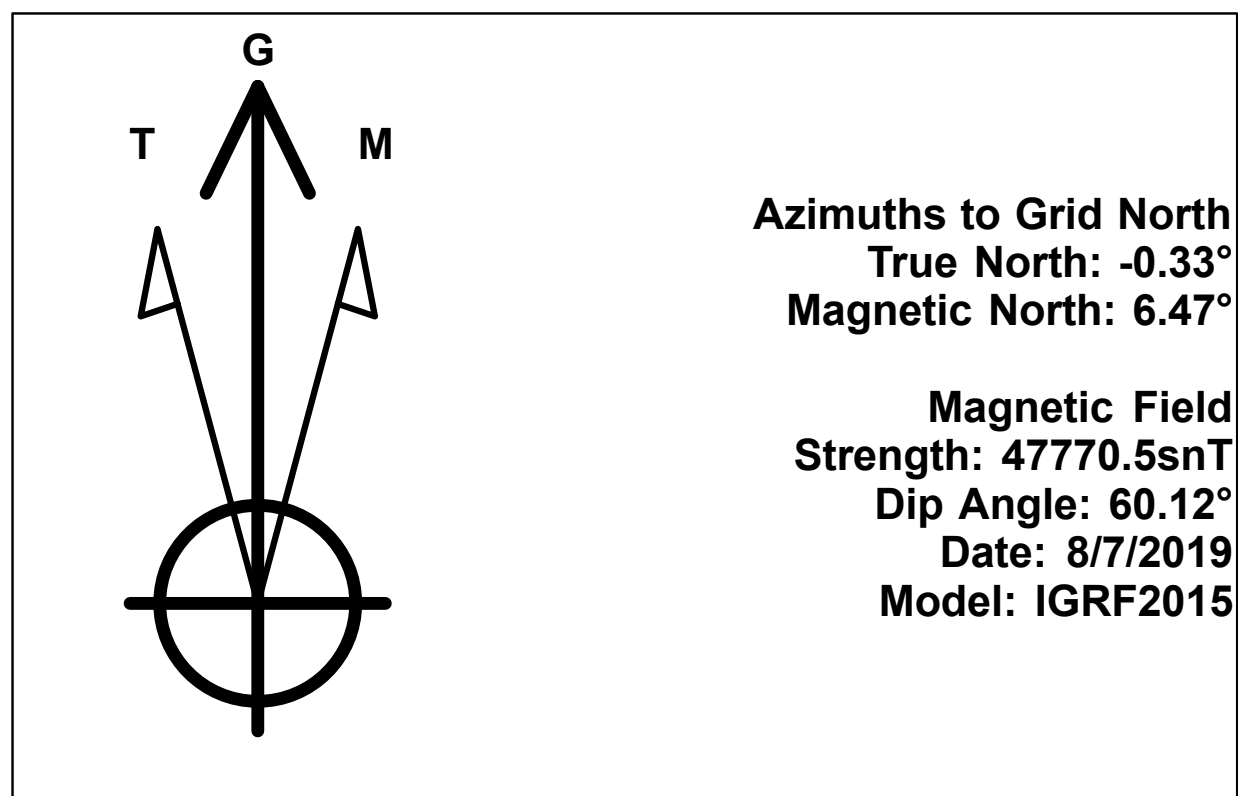 G
T
M
Azimuths to Grid North
True North: -0.33°
Magnetic North: 6.47°
Magnetic Field
Strength: 47770.5snT
Dip Angle: 60.12°
Date: 8/7/2019
Model: IGRF2015